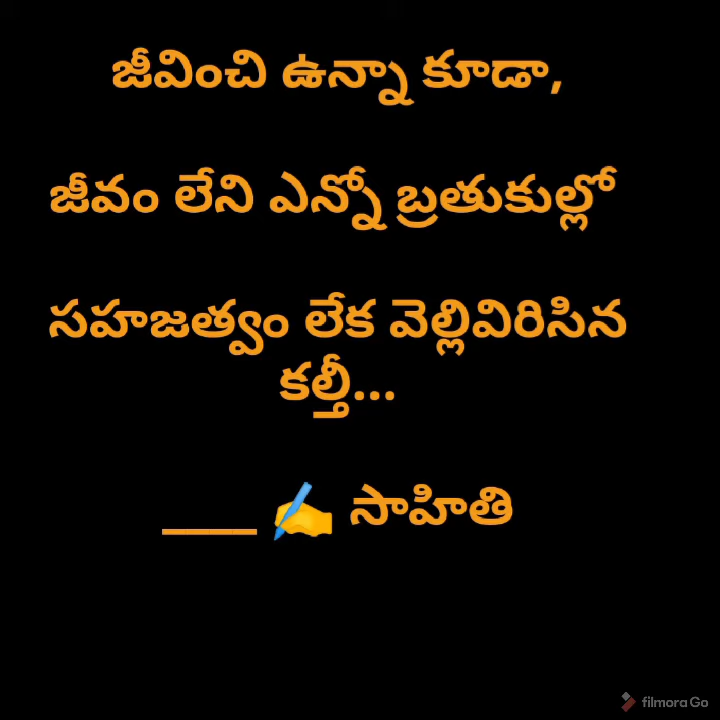 జీవించి ఉన్నా కూడా,
జీవం లేని ఎన్నో బ్రతుకుల్లో
సహజత్వం లేక వెల్లివిరిసిన
కల్తీ...
____ ✍ సాహితి
filmora Go